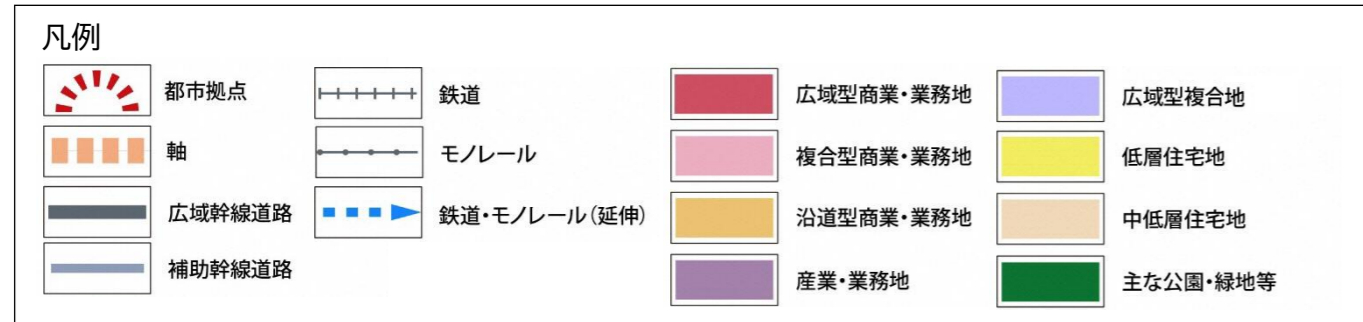 凡例
都市拠点
軸
広域幹線道路
補助幹線道路
鉄道
モノレール
鉄道・モノレール(延伸)
広域型商業・業務地
複合型商業・業務地
沿道型商業・業務地
産業・業務地
広域型複合地
低層住宅地
中低層住宅地
主な公園・緑地等